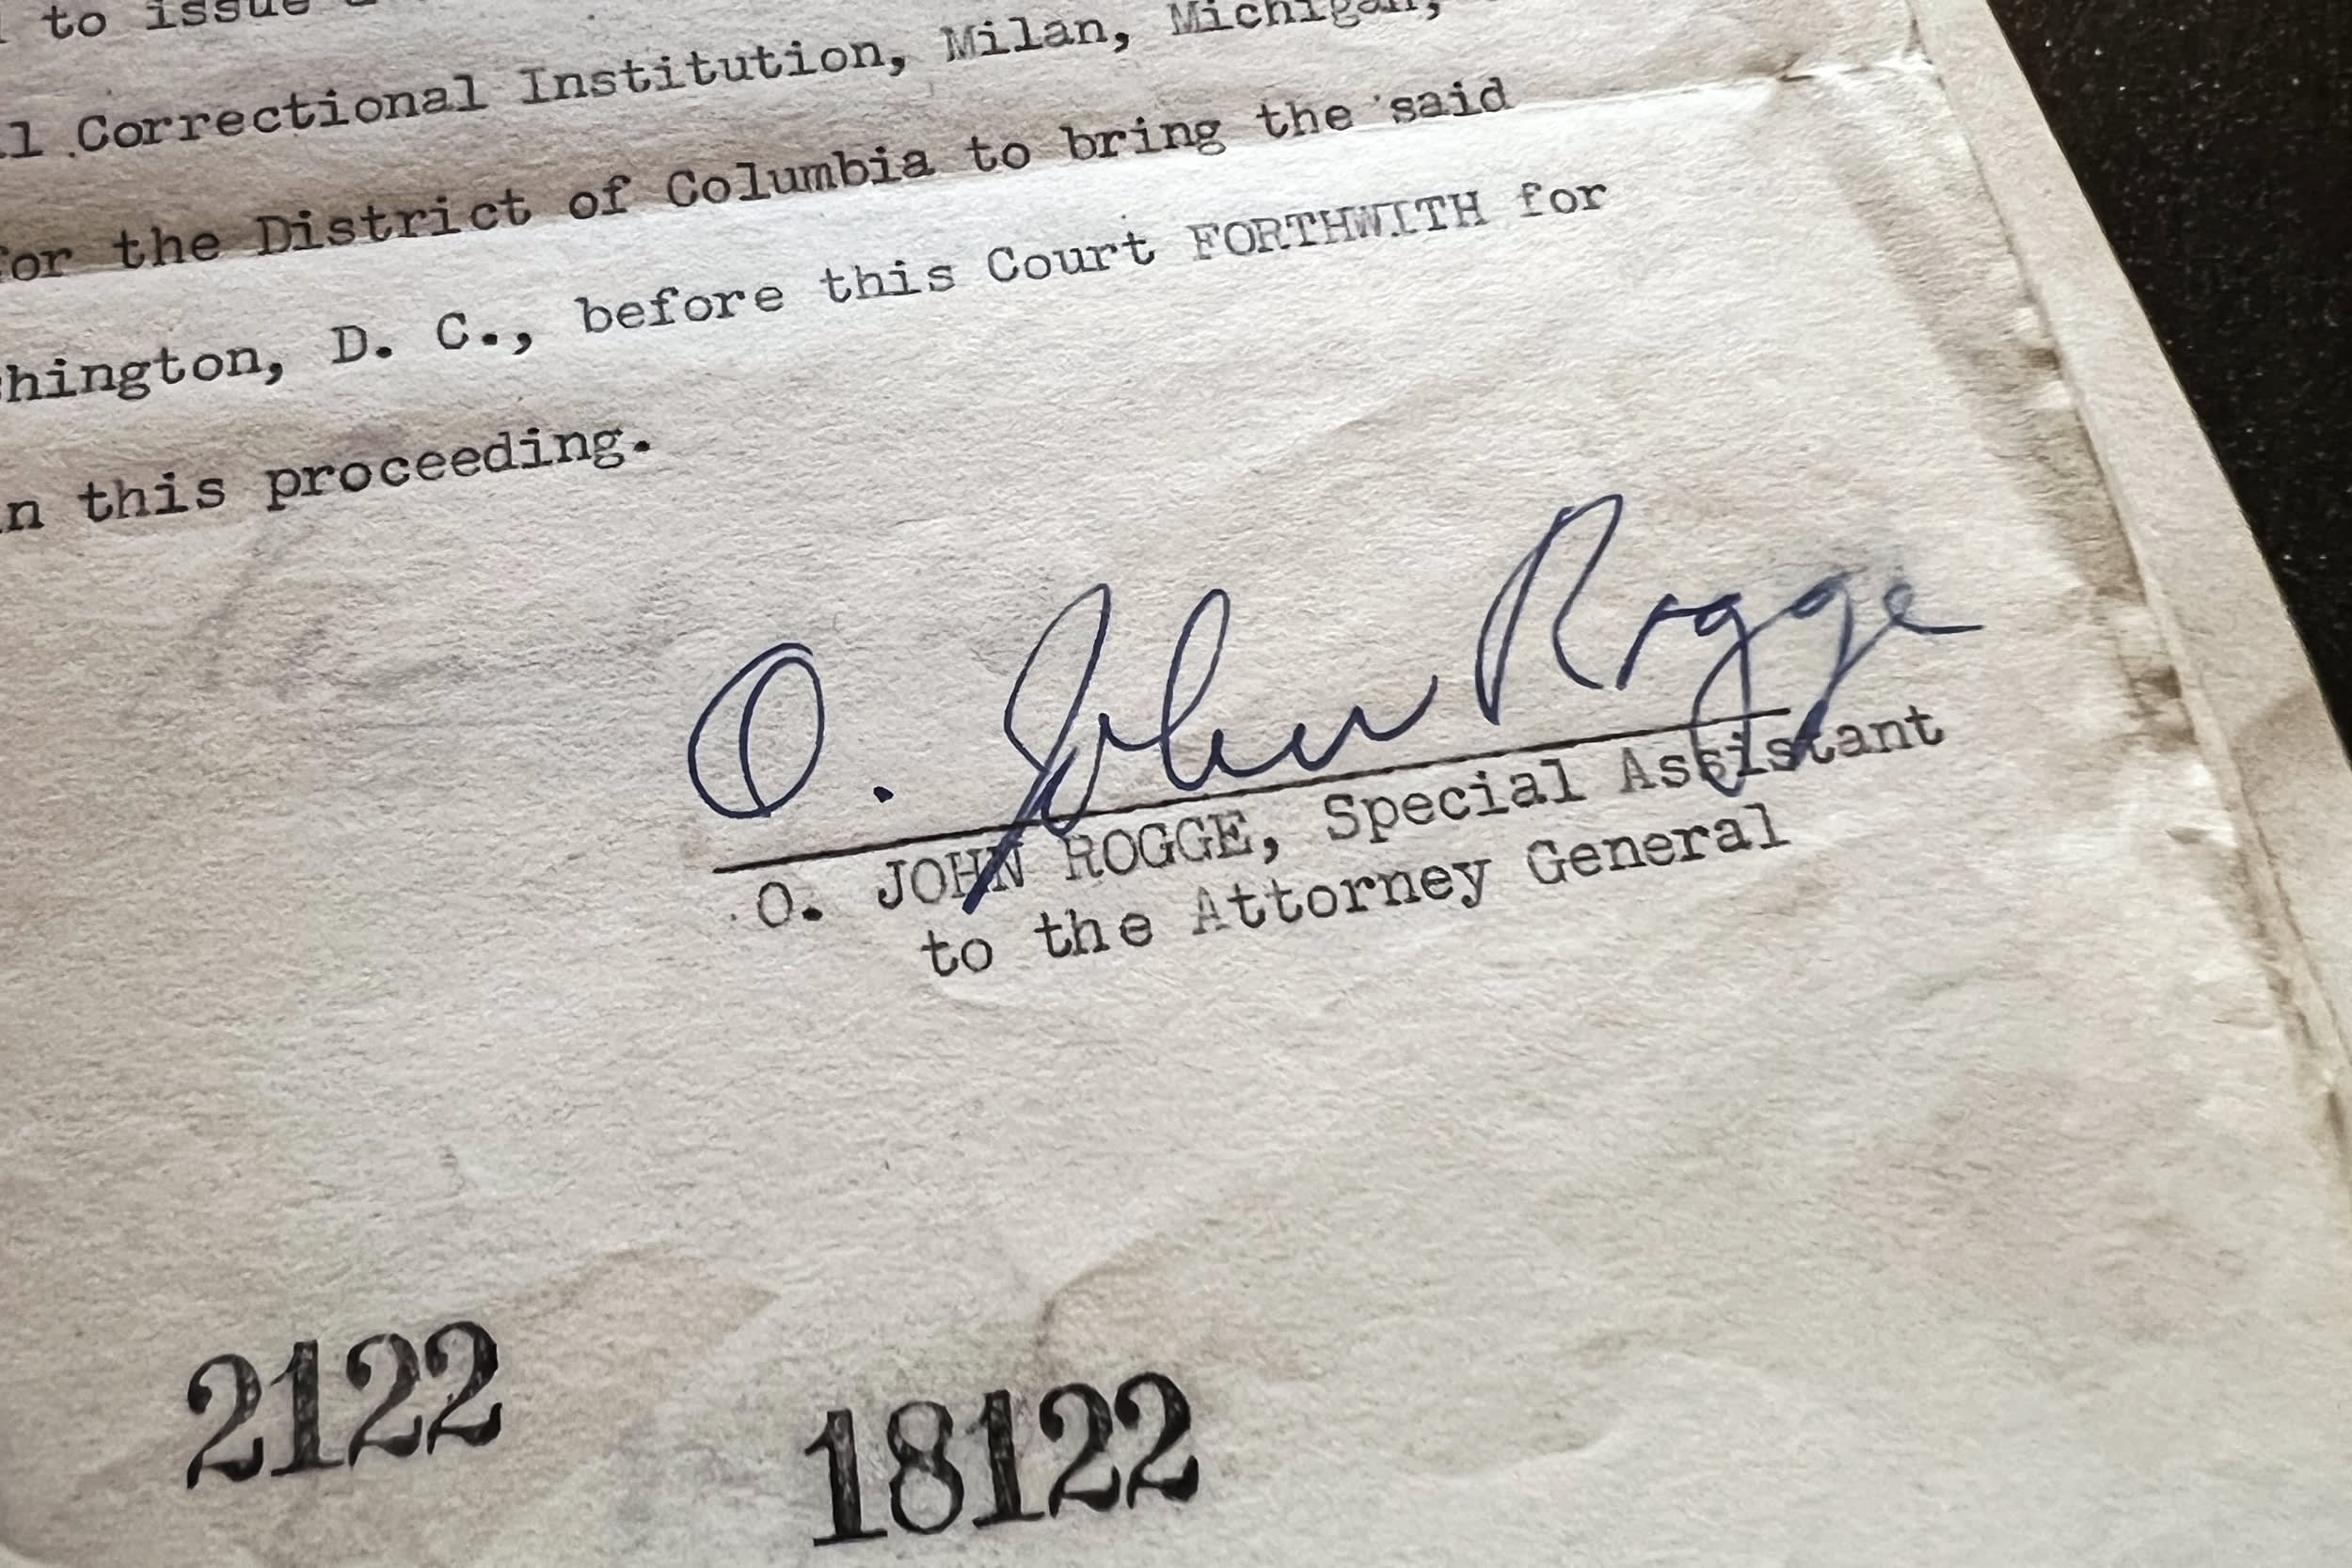 to issue
Correctional Institution, Milan, Michigan,
for the District of Columbia to bring the said
D. C., before this Court FORTHWITH for
this proceeding.
O. John Rogge
O. JOHN ROGGE, Special Assistant
to the Attorney General
2122
18122